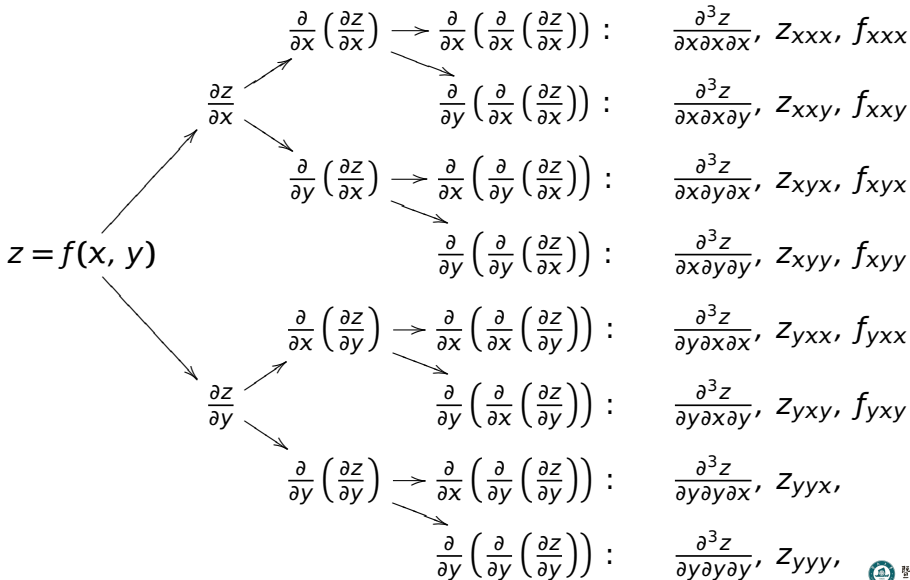 ∂/∂x (∂z/∂x) → ∂/∂x (∂/∂x (∂z/∂x)) : ∂³z/∂x∂x∂x, z_xxx, f_xxx
∂z/∂x
∂/∂y (∂/∂x (∂z/∂x)) : ∂³z/∂x∂x∂y, z_xxy, f_xxy
∂/∂y (∂z/∂x) → ∂/∂x (∂/∂y (∂z/∂x)) : ∂³z/∂x∂y∂x, z_xyx, f_xyx
z = f(x, y)
∂/∂y (∂/∂y (∂z/∂x)) : ∂³z/∂x∂y∂y, z_xyy, f_xyy
∂/∂x (∂z/∂y) → ∂/∂x (∂/∂x (∂z/∂y)) : ∂³z/∂y∂x∂x, z_yxx, f_yxx
∂z/∂y
∂/∂y (∂/∂x (∂z/∂y)) : ∂³z/∂y∂x∂y, z_yxy, f_yxy
∂/∂y (∂z/∂y) → ∂/∂x (∂/∂y (∂z/∂y)) : ∂³z/∂y∂y∂x, z_yyx,
∂/∂y (∂/∂y (∂z/∂y)) : ∂³z/∂y∂y∂y, z_yyy,